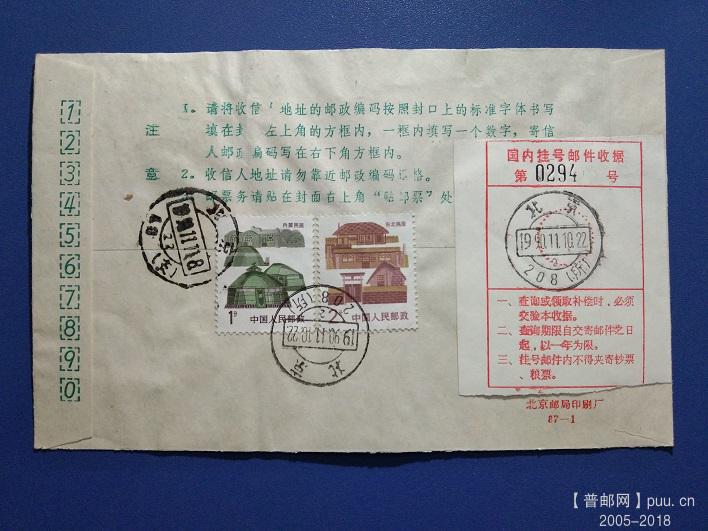 1
2
3
4
5
6
7
8
9
0
注
意
1. 请将收信 地址的邮政编码按照封口上的标准字体书写
填在封 左上角的方框内，一框内填写一个数字，寄信
人邮政编码写在右下角方框内。
2. 收信人地址请勿靠近邮政编码
票务请贴在封面右上角“贴邮票”处
国内挂号邮件收据
第 0294 号
北 京
1990.11.10.22
208(支)
一、查询或领取补偿时，必须
交验本收据。
二、查询期限自交寄邮件之日
起，以一年为限。
三、挂号邮件内不得夹寄钞票
、粮票。
北京邮局印刷厂
87-1
内蒙民居
1分
中国人民邮政
东北民居
中国人民邮政
208
1990.11.10.22
北 京
【普邮网】puu.cn
2005-2018